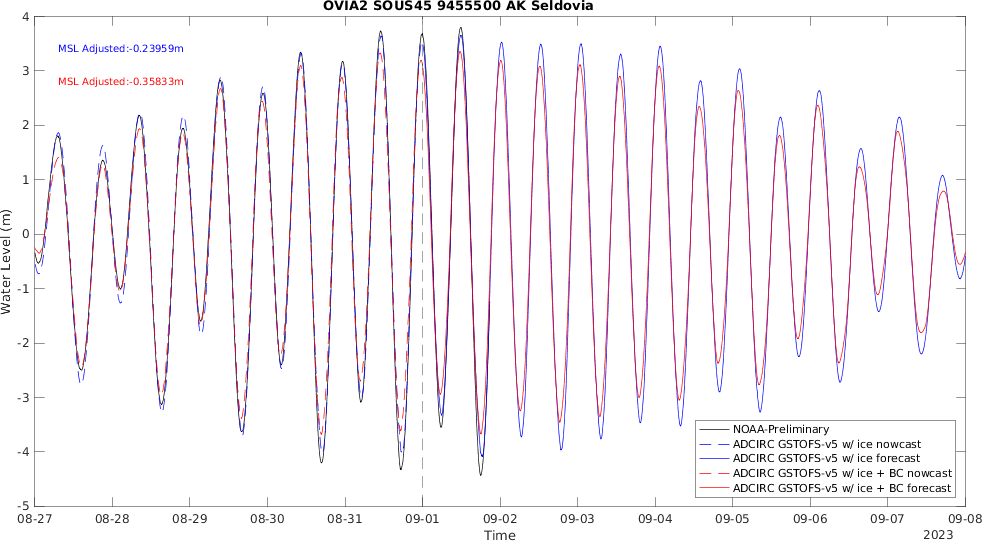 OVIA2 SOUS45 9455500 AK Seldovia
MSL Adjusted:-0.23959m
MSL Adjusted:-0.35833m
Water Level (m)
4
3
2
1
0
-1
-2
-3
-4
-5
NOAA-Preliminary
ADCIRC GSTOFS-v5 w/ ice nowcast
ADCIRC GSTOFS-v5 w/ ice forecast
ADCIRC GSTOFS-v5 w/ ice + BC nowcast
ADCIRC GSTOFS-v5 w/ ice + BC forecast
08-27 08-28 08-29 08-30 08-31 09-01 09-02 09-03 09-04 09-05 09-06 09-07 09-08
Time
2023